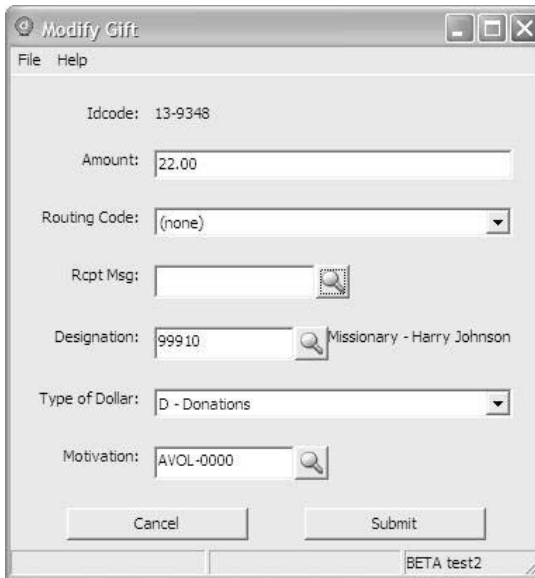 Modify Gift
File Help
Idcode: 13-9348
Amount: 22.00
Routing Code: (none)
Rcpt Msg:
Designation: 99910 Missionary - Harry Johnson
Type of Dollar: D - Donations
Motivation: AVOL-0000
Cancel Submit
BETA test2